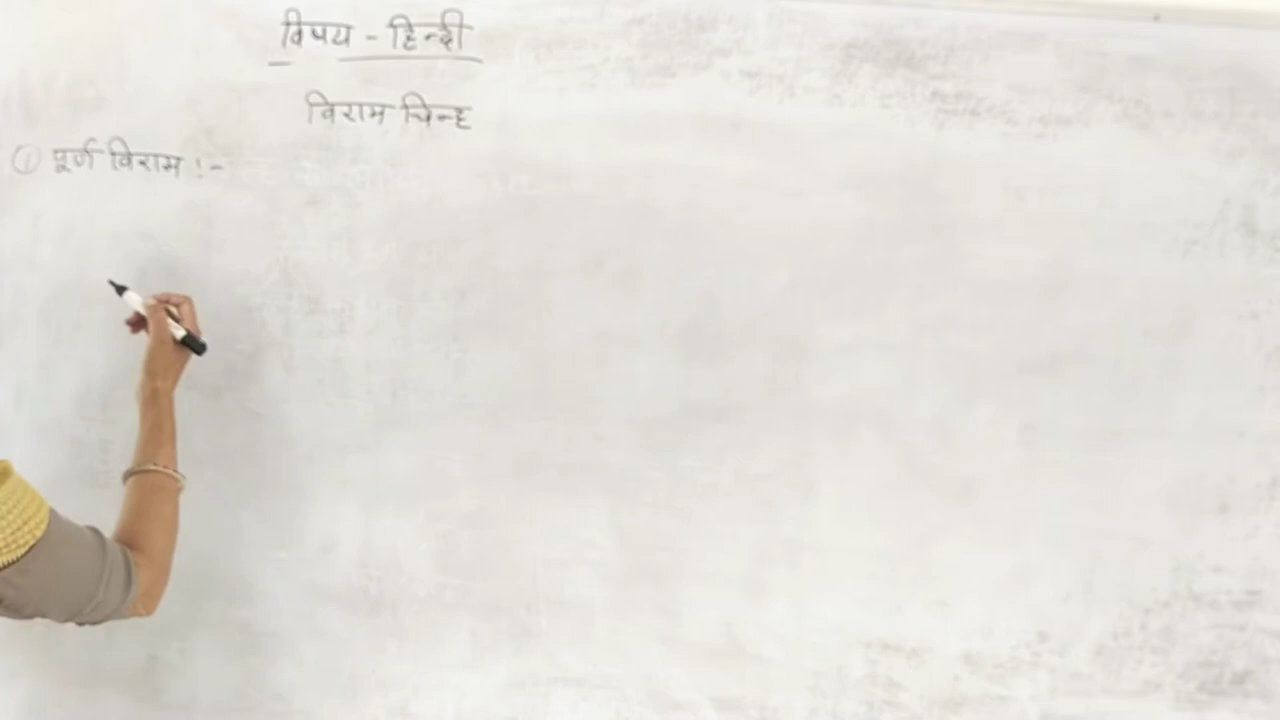 विषय - हिन्दी
विराम चिन्ह
① पूर्ण विराम :-